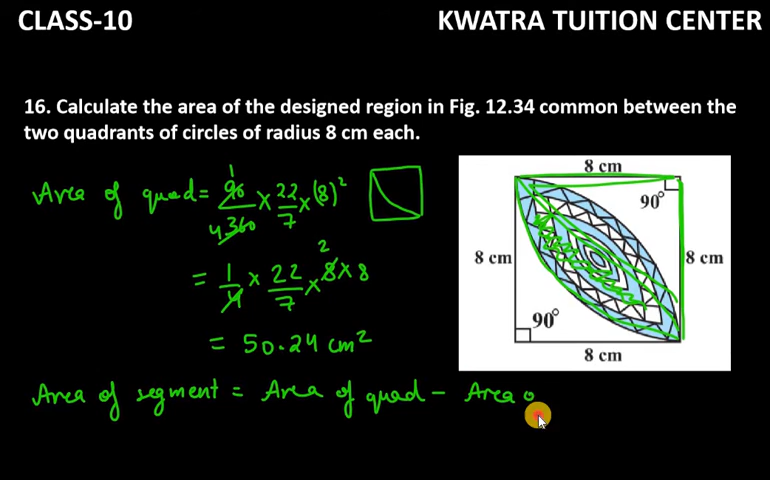 CLASS-10 KWATRA TUITION CENTER
16. Calculate the area of the designed region in Fig. 12.34 common between the
two quadrants of circles of radius 8 cm each.
Area of quad = 1 90/4 360 × 22/7 × (8)²
= 1/4 × 22/7 × 2 8 × 8
= 50.24 cm²
Area of segment = Area of quad - Area o
8 cm
90°
8 cm 8 cm
90°
8 cm